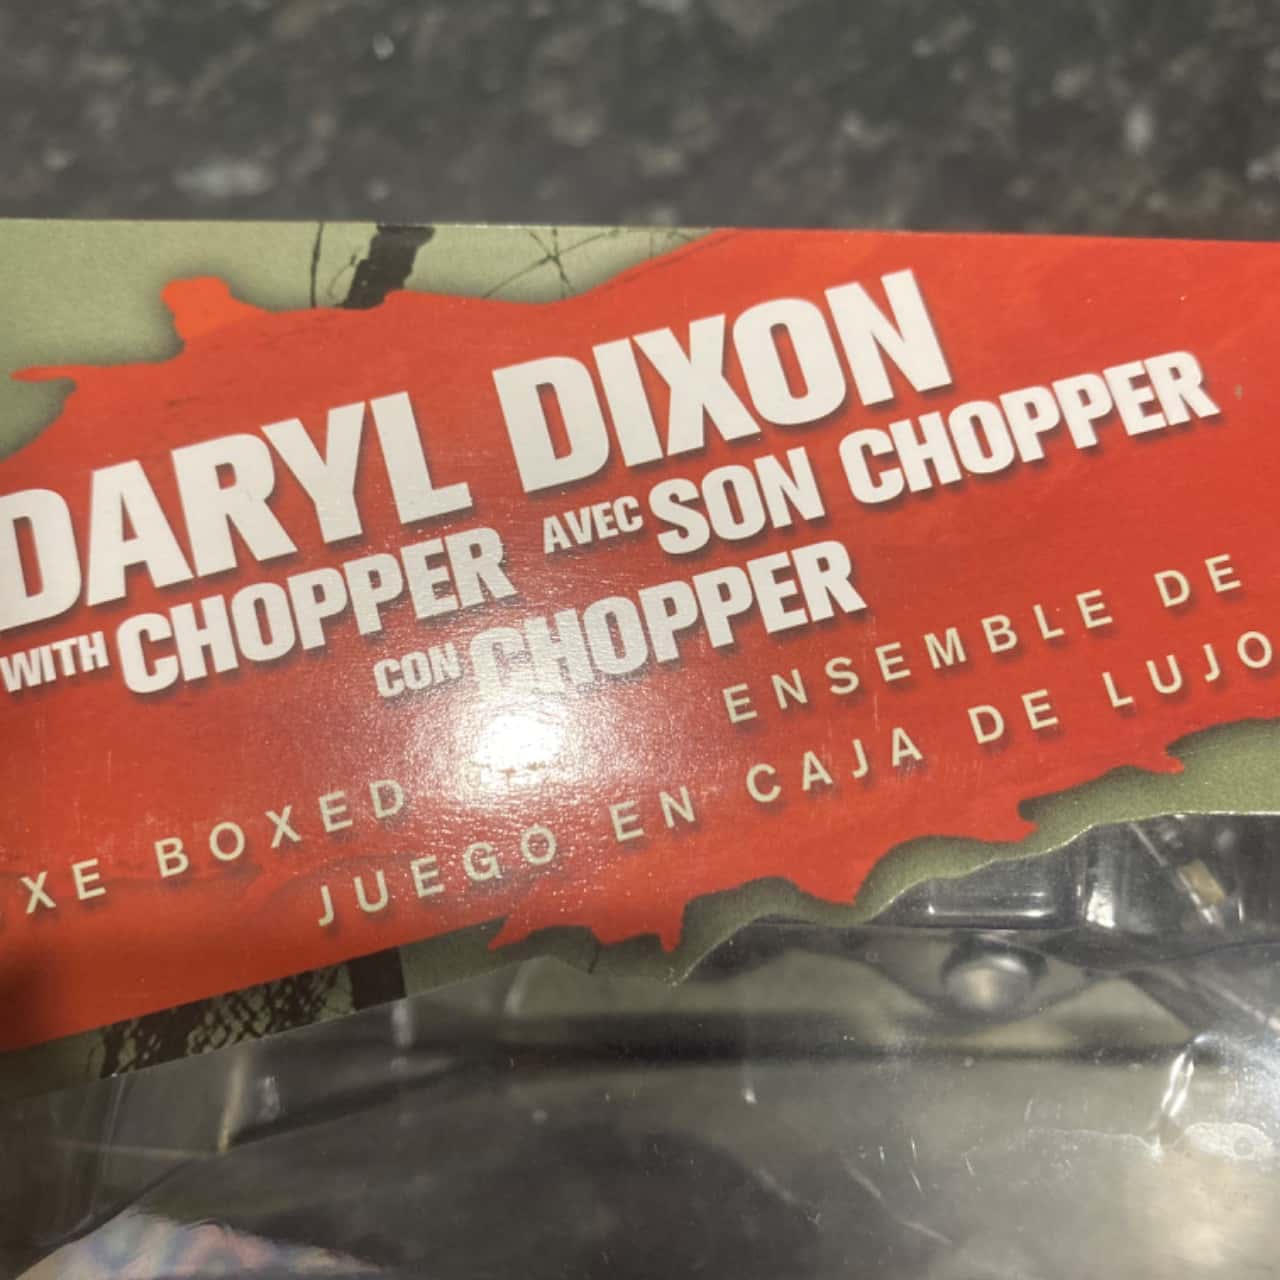 DARYL DIXON
WITH CHOPPER AVEC SON CHOPPER
CON CHOPPER
XE BOXED
ENSEMBLE DE
JUEGO EN CAJA DE LUJO